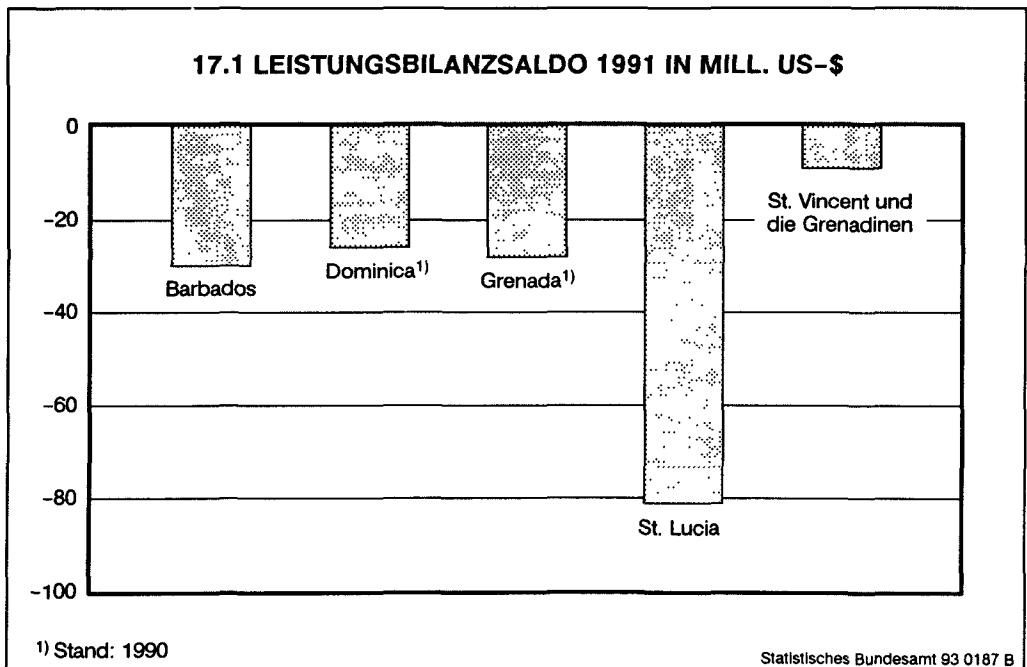 17.1 LEISTUNGSBILANZSALDO 1991 IN MILL. US-$
0
-20
-40
-60
-80
-100
Barbados
Dominica1)
Grenada1)
St. Lucia
St. Vincent und
die Grenadinen
1) Stand: 1990
Statistisches Bundesamt 93 0187 B